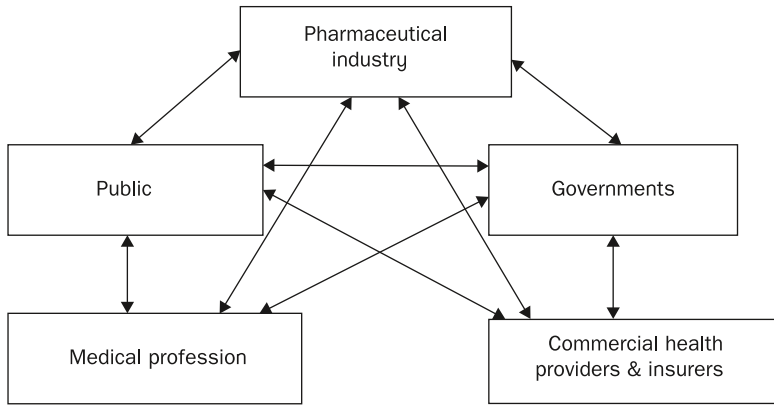 Pharmaceutical
industry
Public
Governments
Medical profession
Commercial health
providers & insurers